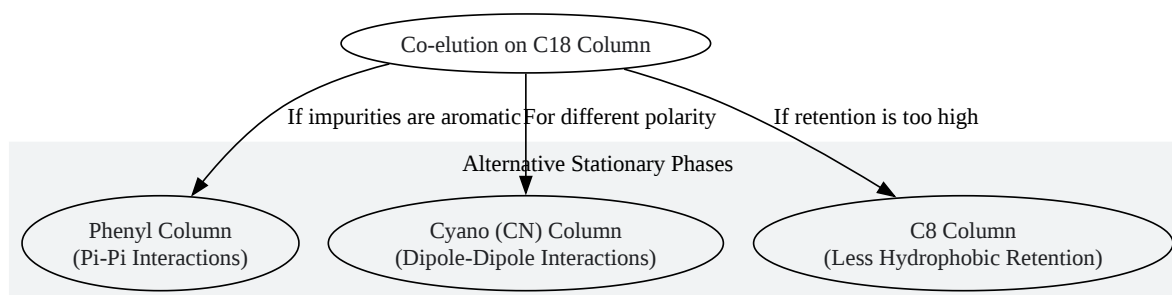 Co-elution on C18 Column
If impurities are aromatic
For different polarity
If retention is too high
Alternative Stationary Phases
Phenyl Column
(Pi-Pi Interactions)
Cyano (CN) Column
(Dipole-Dipole Interactions)
C8 Column
(Less Hydrophobic Retention)